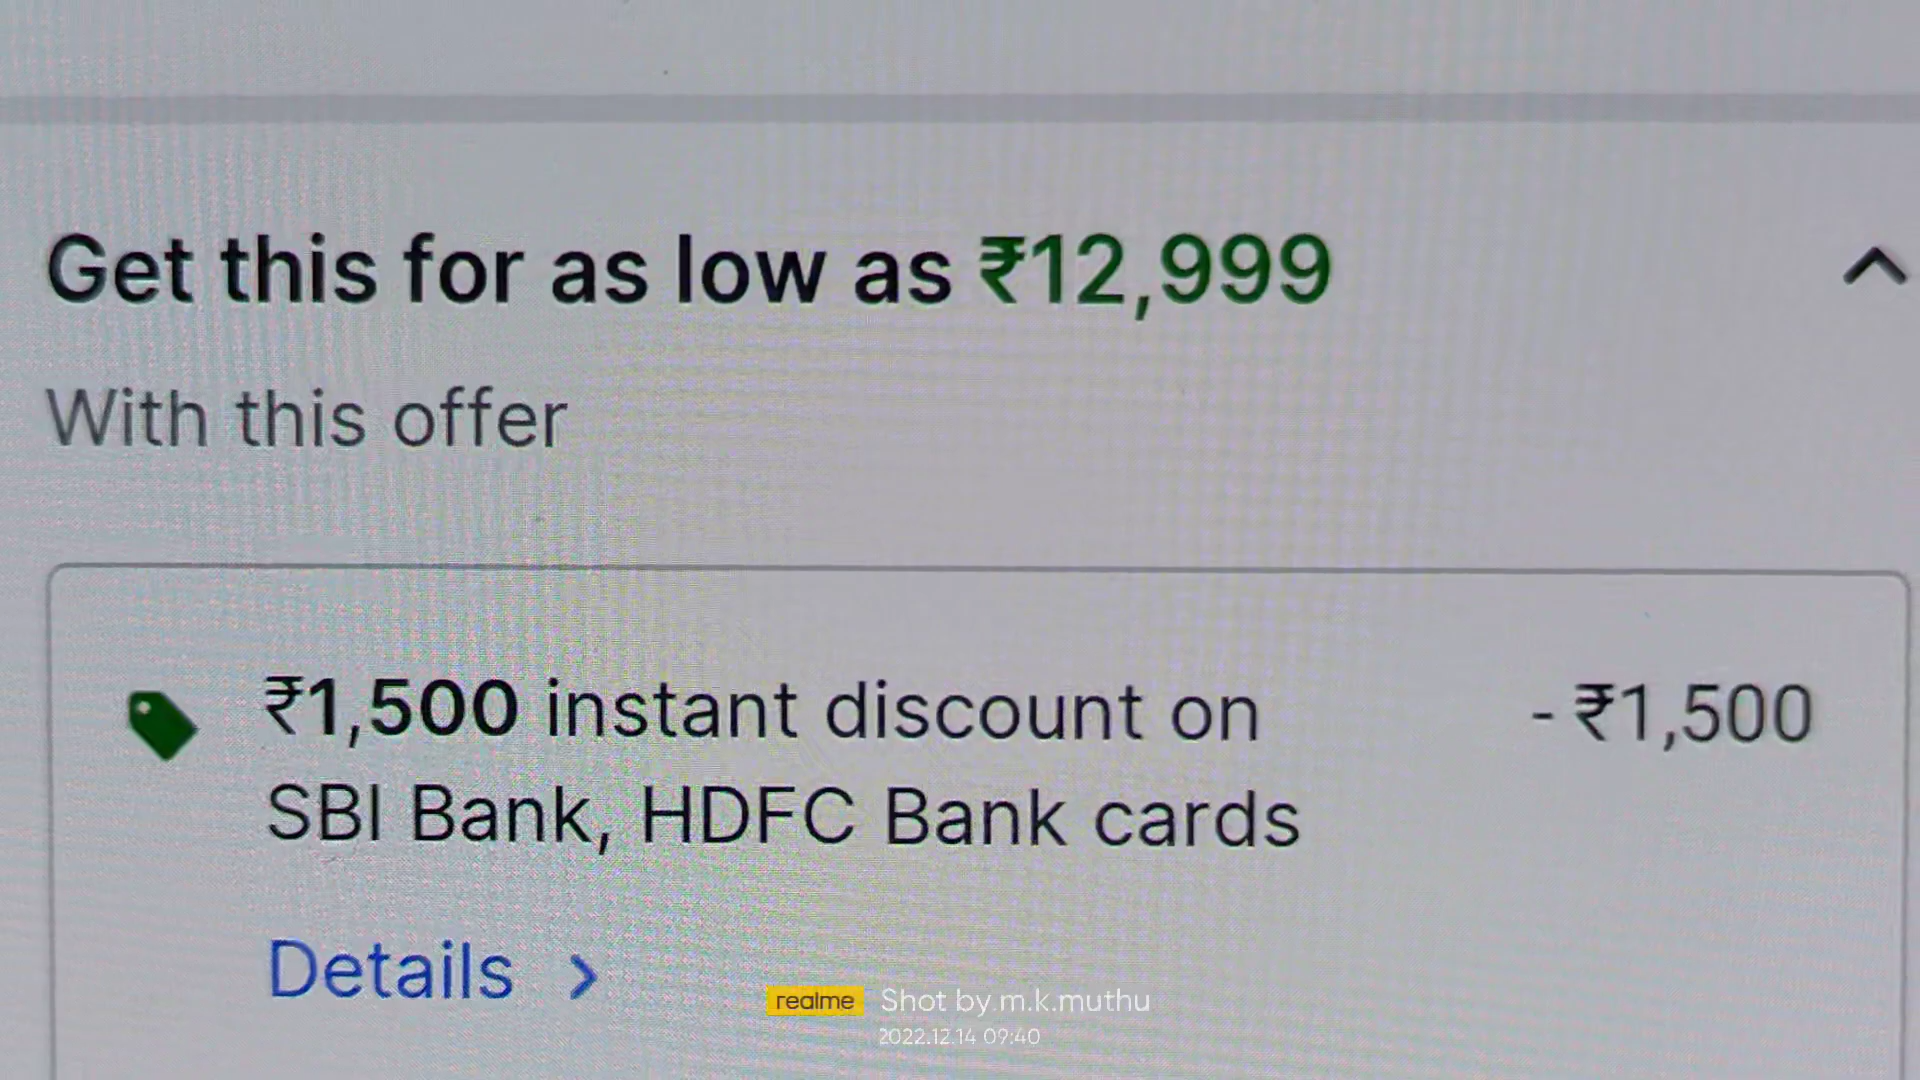 Get this for as low as ₹12,999
With this offer
₹1,500 instant discount on
- ₹1,500
SBI Bank, HDFC Bank cards
Details >
realme Shot by m.k.muthu
2022.12.14 09:40